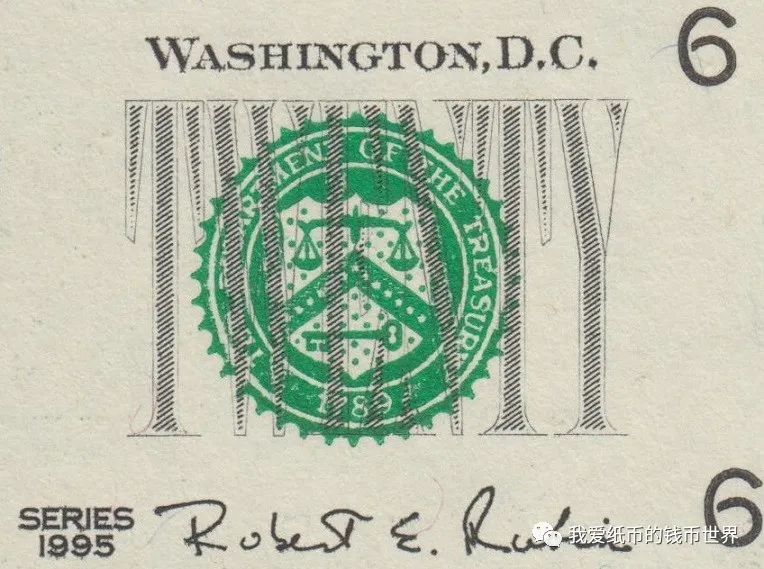 WASHINGTON, D.C.
6
TWENTY
THE DEPARTMENT OF THE TREASURY
1789
6
SERIES
1995
Robert E. Rubin
我爱纸币的钱币世界